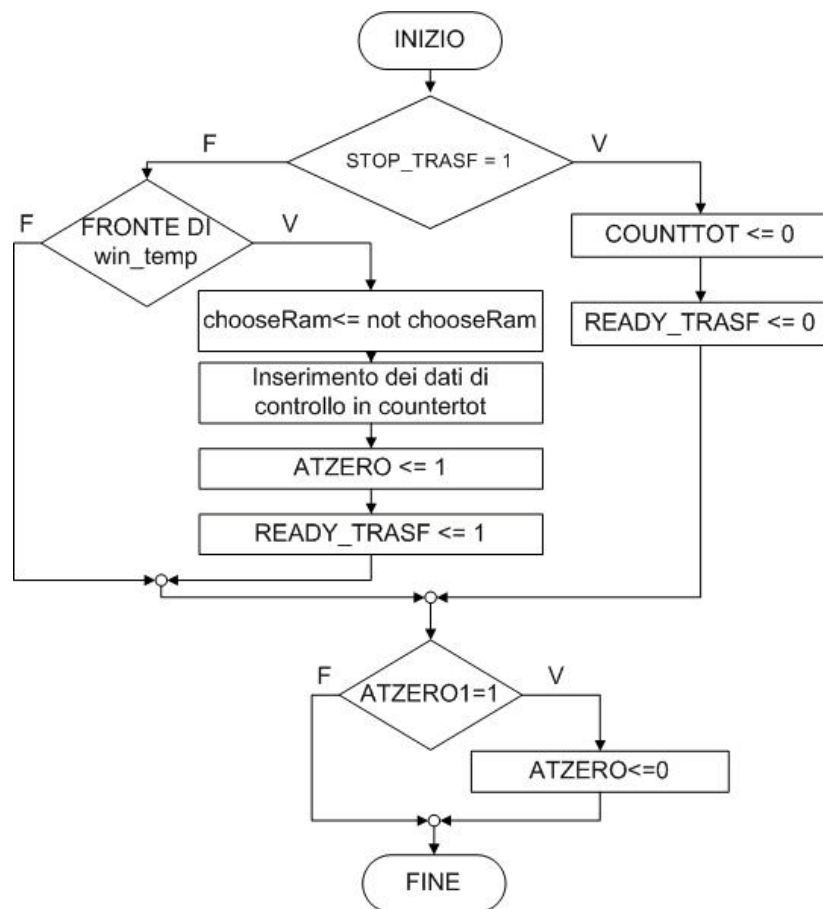 INIZIO
STOP_TRASF = 1
F
V
FRONTE DI
win_temp
F
V
COUNTTOT <= 0
READY_TRASF <= 0
chooseRam<= not chooseRam
Inserimento dei dati di
controllo in countertot
ATZERO <= 1
READY_TRASF <= 1
ATZERO1=1
F
V
ATZERO<=0
FINE